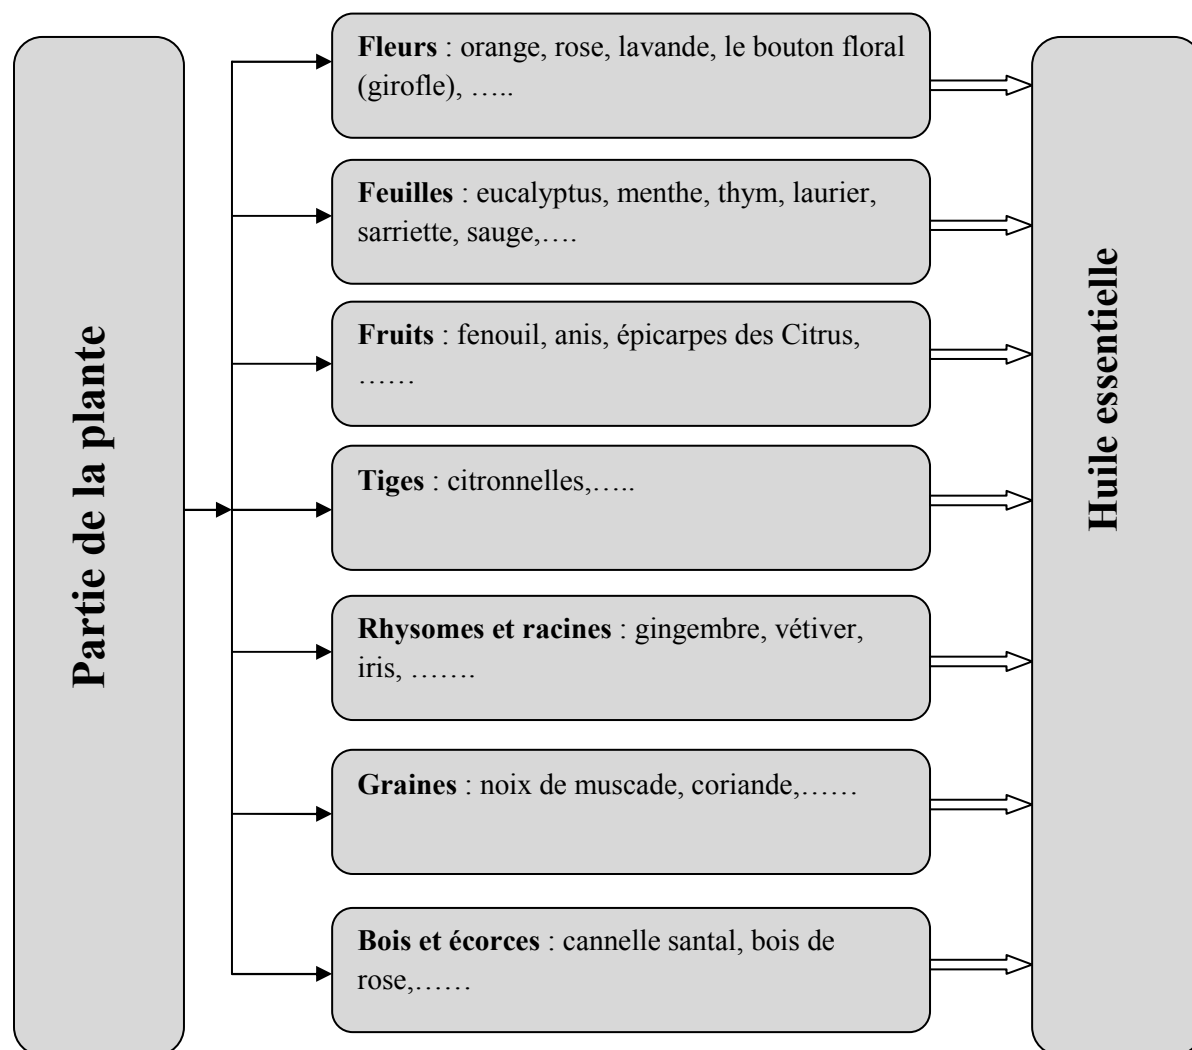 Partie de la plante
Fleurs : orange, rose, lavande, le bouton floral
(girofle), …..
Feuilles : eucalyptus, menthe, thym, laurier,
sarriette, sauge,….
Fruits : fenouil, anis, épicarpes des Citrus,
……
Tiges : citronnelles,…..
Rhysomes et racines : gingembre, vétiver,
iris, …….
Graines : noix de muscade, coriande,……
Bois et écorces : cannelle santal, bois de
rose,……
Huile essentielle